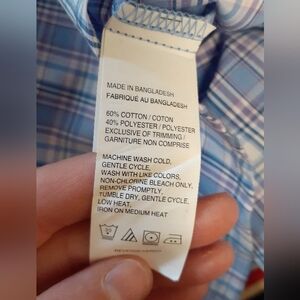 MADE IN BANGLADESH
FABRIQUÉ AU BANGLADESH
60% COTTON / COTON
40% POLYESTER / POLYESTER
EXCLUSIVE OF TRIMMING /
GARNITURE NON COMPRISE
MACHINE WASH COLD,
GENTLE CYCLE,
WASH WITH LIKE COLORS,
NON-CHLORINE BLEACH ONLY,
REMOVE PROMPTLY,
TUMBLE DRY, GENTLE CYCLE,
LOW HEAT.
IRON ON MEDIUM HEAT